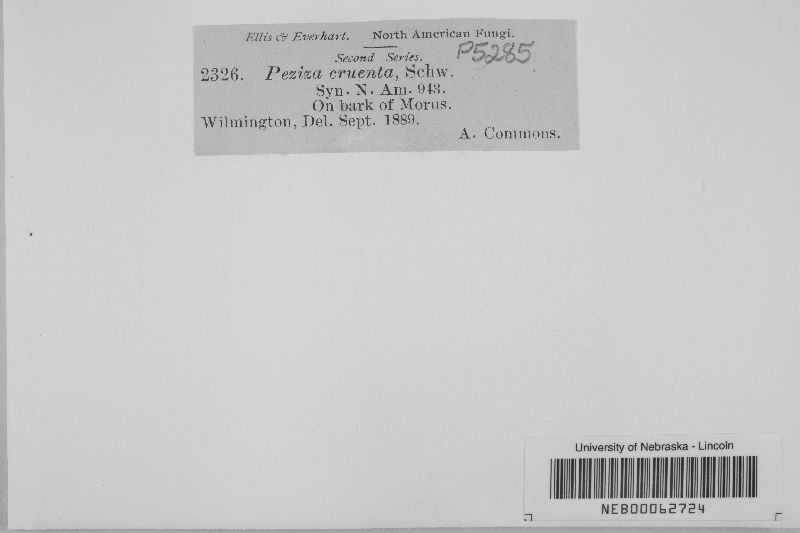 Ellis & Everhart. North American Fungi.
Second Series.
P5285
2326. Peziza cruenta, Schw.
Syn. N. Am. 943.
On bark of Morus.
Wilmington, Del. Sept. 1889.
A. Commons.
University of Nebraska - Lincoln
NEB00062724